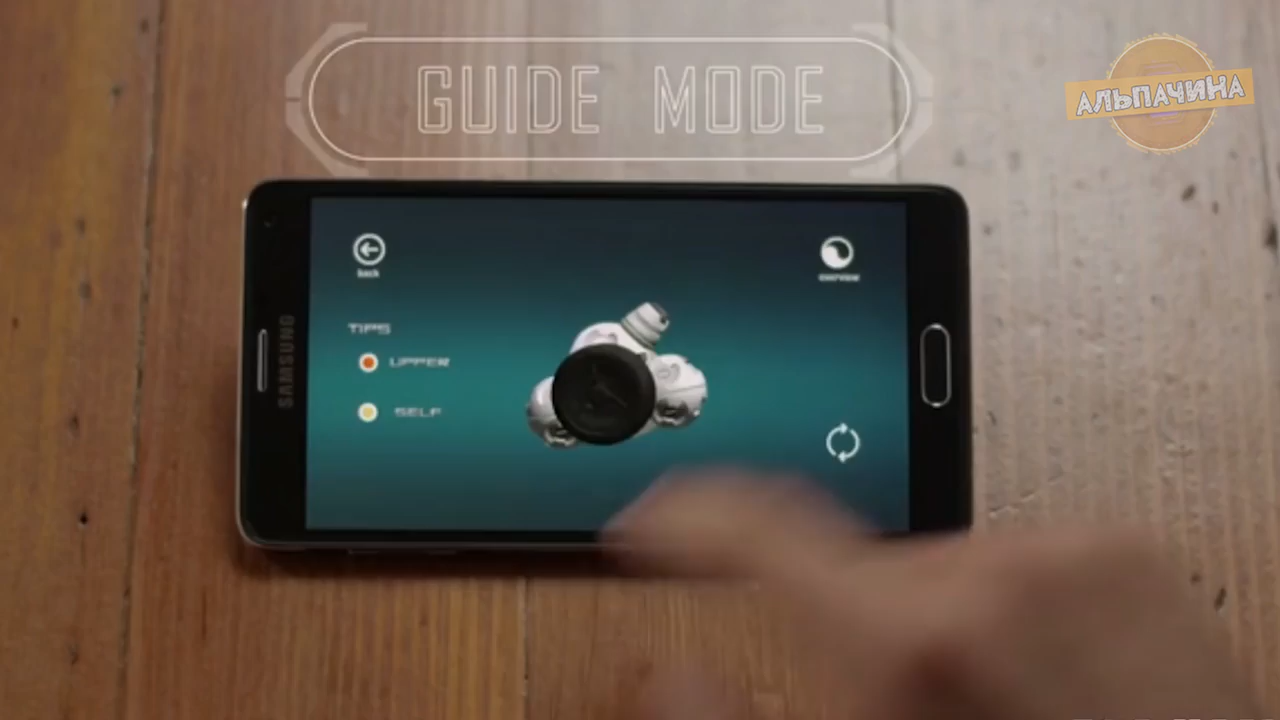 GUIDE MODE
АЛЬПАЧИНА
back
overview
TIPS
UPPER
SELF
SAMSUNG